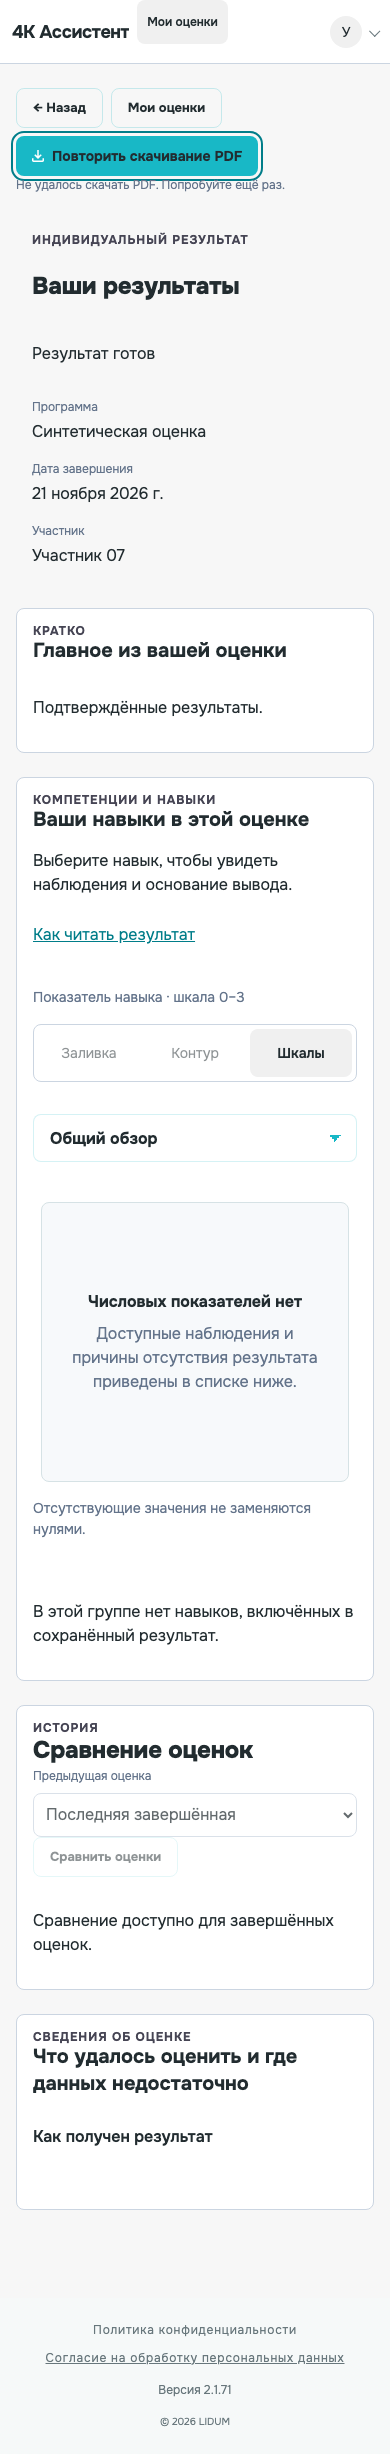 4K Ассистент
Мои оценки
У
← Назад
Мои оценки
Повторить скачивание PDF
Не удалось скачать PDF. Попробуйте ещё раз.
ИНДИВИДУАЛЬНЫЙ РЕЗУЛЬТАТ
Ваши результаты
Результат готов
Программа
Синтетическая оценка
Дата завершения
21 ноября 2026 г.
Участник
Участник 07
КРАТКО
Главное из вашей оценки
Подтверждённые результаты.
КОМПЕТЕНЦИИ И НАВЫКИ
Ваши навыки в этой оценке
Выберите навык, чтобы увидеть
наблюдения и основание вывода.
Как читать результат
Показатель навыка · шкала 0–3
Заливка
Контур
Шкалы
Общий обзор
Числовых показателей нет
Доступные наблюдения и
причины отсутствия результата
приведены в списке ниже.
Отсутствующие значения не заменяются
нулями.
В этой группе нет навыков, включённых в
сохранённый результат.
ИСТОРИЯ
Сравнение оценок
Предыдущая оценка
Последняя завершённая
Сравнить оценки
Сравнение доступно для завершённых
оценок.
СВЕДЕНИЯ ОБ ОЦЕНКЕ
Что удалось оценить и где
данных недостаточно
Как получен результат
Политика конфиденциальности
Согласие на обработку персональных данных
Версия 2.1.71
© 2026 LIDUM